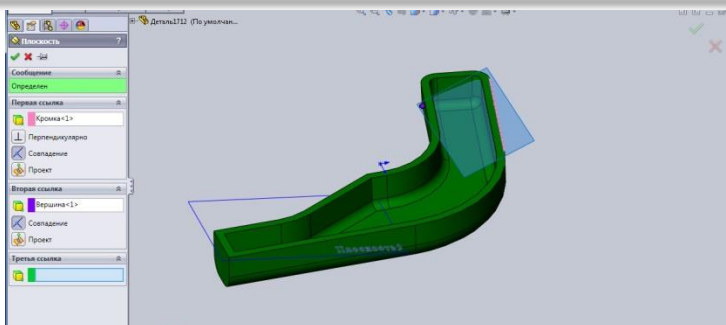 Деталь1712 (По умолчан...
Плоскость ?
Сообщение
Определен
Первая ссылка
Кромка<1>
Перпендикулярно
Совпадение
Проект
Вторая ссылка
Вершина<1>
Совпадение
Проект
Третья ссылка